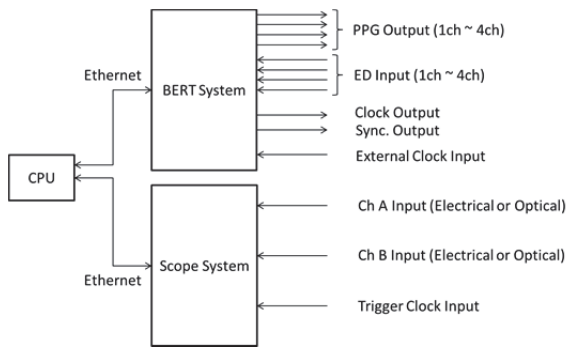 PPG Output (1ch ~ 4ch)
Ethernet
ED Input (1ch ~ 4ch)
BERT System
Clock Output
Sync. Output
External Clock Input
CPU
Ch A Input (Electrical or Optical)
Ch B Input (Electrical or Optical)
Scope System
Ethernet
Trigger Clock Input